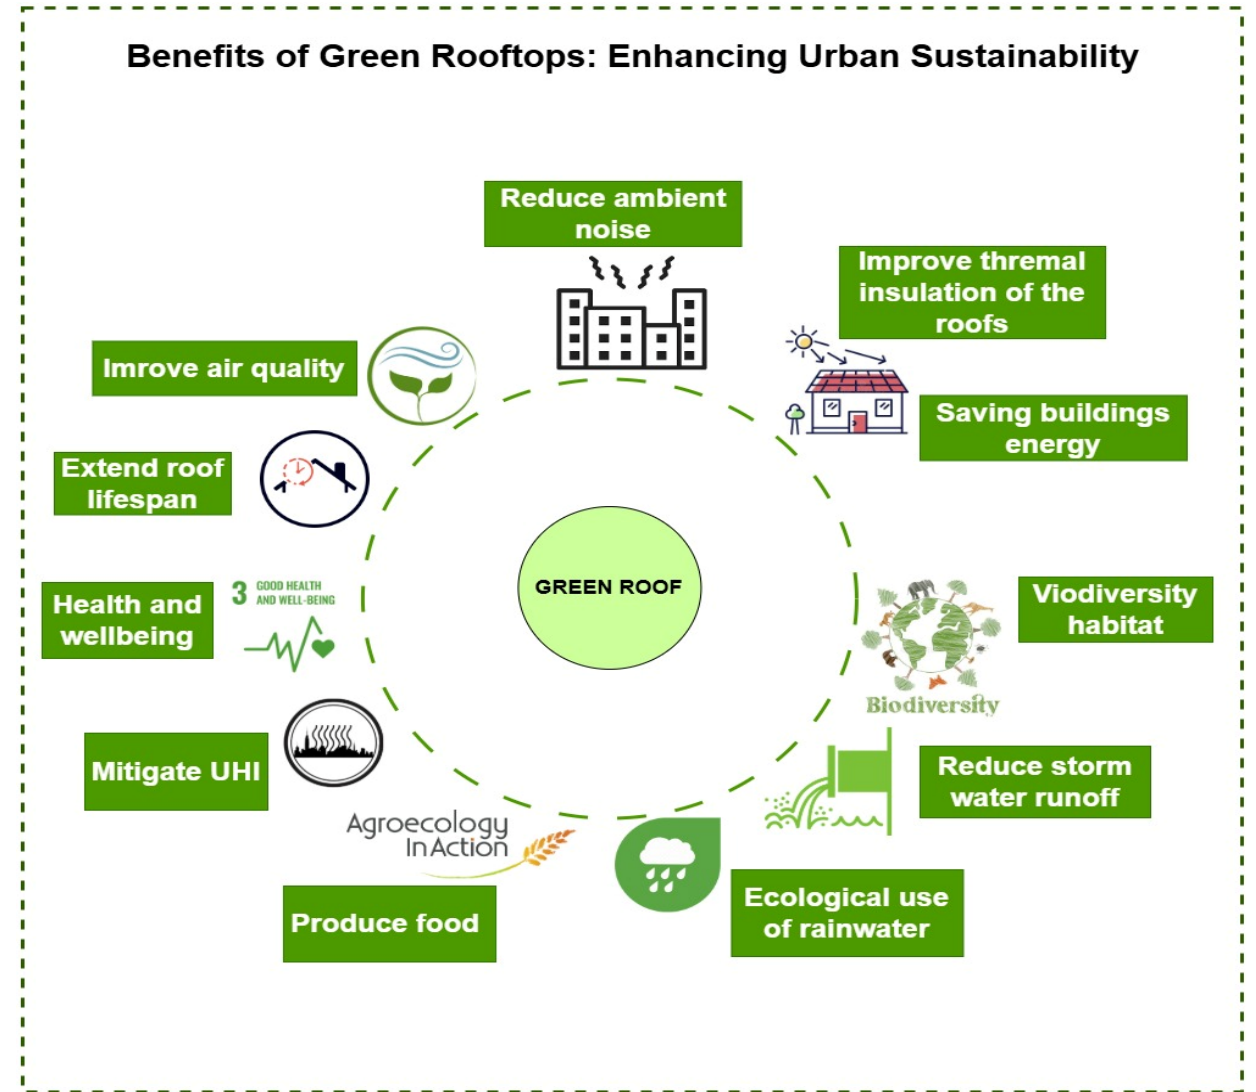 Benefits of Green Rooftops: Enhancing Urban Sustainability
Reduce ambient
noise
Improve thremal
insulation of the
roofs
Imrove air quality
Saving buildings
energy
Extend roof
lifespan
GREEN ROOF
3 GOOD HEALTH
AND WELL-BEING
Health and
wellbeing
Viodiversity
habitat
Biodiversity
Mitigate UHI
Reduce storm
water runoff
Agroecology
In Action
Produce food
Ecological use
of rainwater